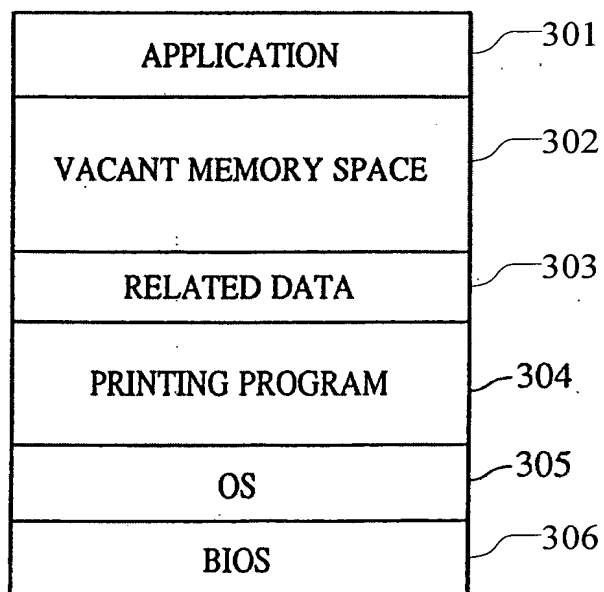 APPLICATION
301
VACANT MEMORY SPACE
302
RELATED DATA
303
PRINTING PROGRAM
304
OS
305
BIOS
306